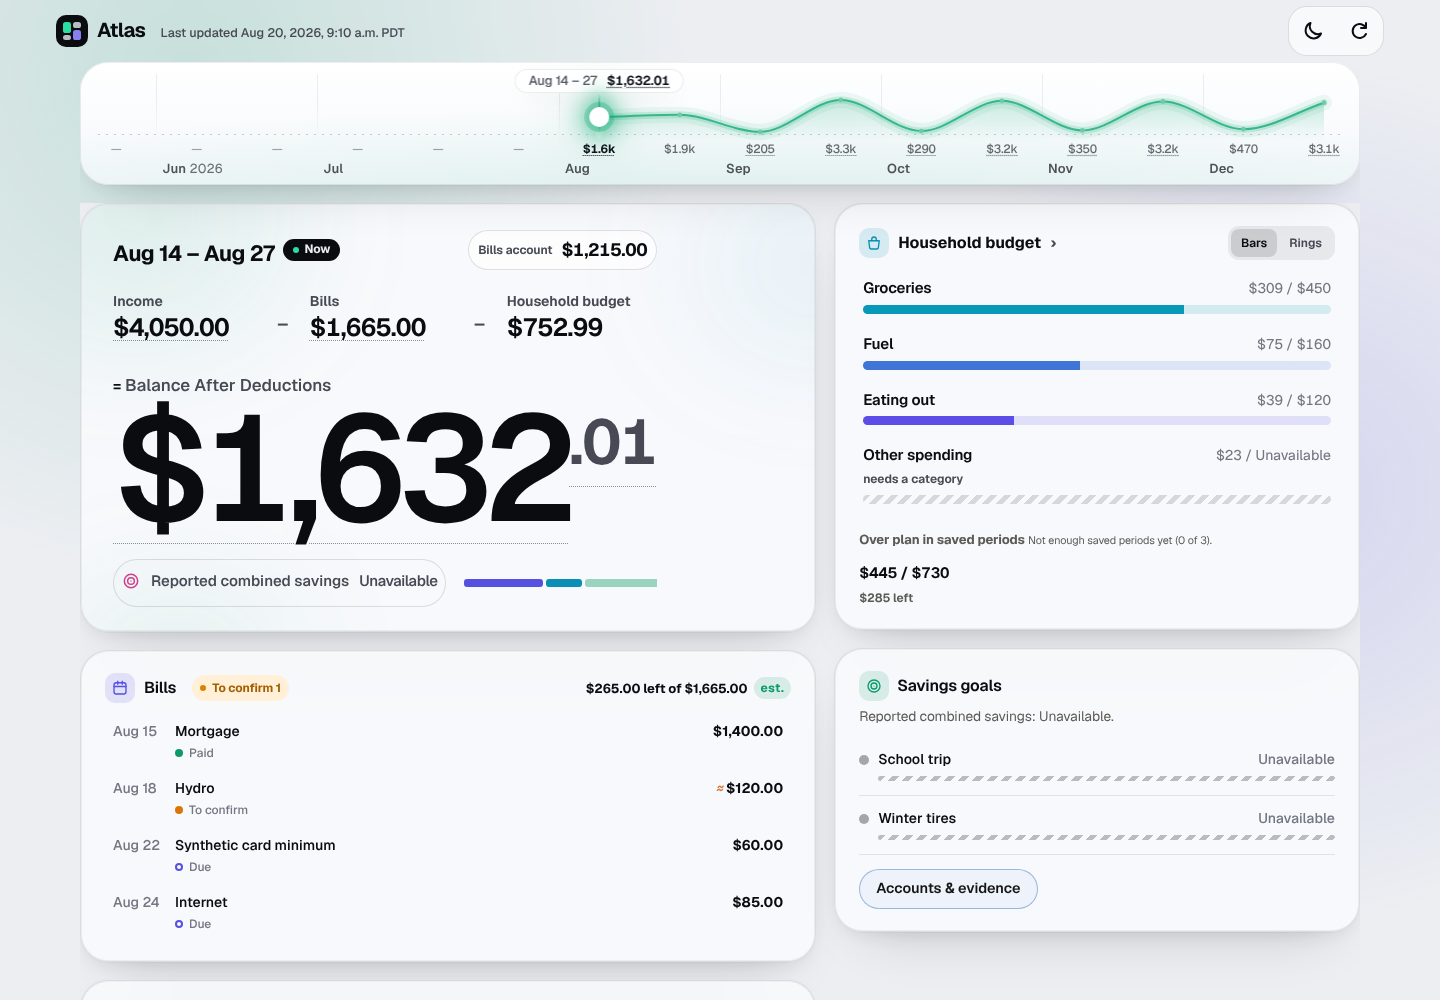 Atlas Last updated Aug 20, 2026, 9:10 a.m. PDT
Aug 14 – 27 $1,632.01
— — — — — — $1.6k $1.9k $205 $3.3k $290 $3.2k $350 $3.2k $470 $3.1k
Jun 2026 Jul Aug Sep Oct Nov Dec
Aug 14 – Aug 27 Now
Bills account $1,215.00
Income Bills Household budget
$4,050.00 – $1,665.00 – $752.99
= Balance After Deductions
$1,632.01
Reported combined savings Unavailable
Household budget ›
Bars Rings
Groceries $309 / $450
Fuel $75 / $160
Eating out $39 / $120
Other spending $23 / Unavailable
needs a category
Over plan in saved periods Not enough saved periods yet (0 of 3).
$445 / $730
$285 left
Bills To confirm 1 $265.00 left of $1,665.00 est.
Aug 15 Mortgage $1,400.00
Paid
Aug 18 Hydro ≈ $120.00
To confirm
Aug 22 Synthetic card minimum $60.00
Due
Aug 24 Internet $85.00
Due
Savings goals
Reported combined savings: Unavailable.
School trip Unavailable
Winter tires Unavailable
Accounts & evidence